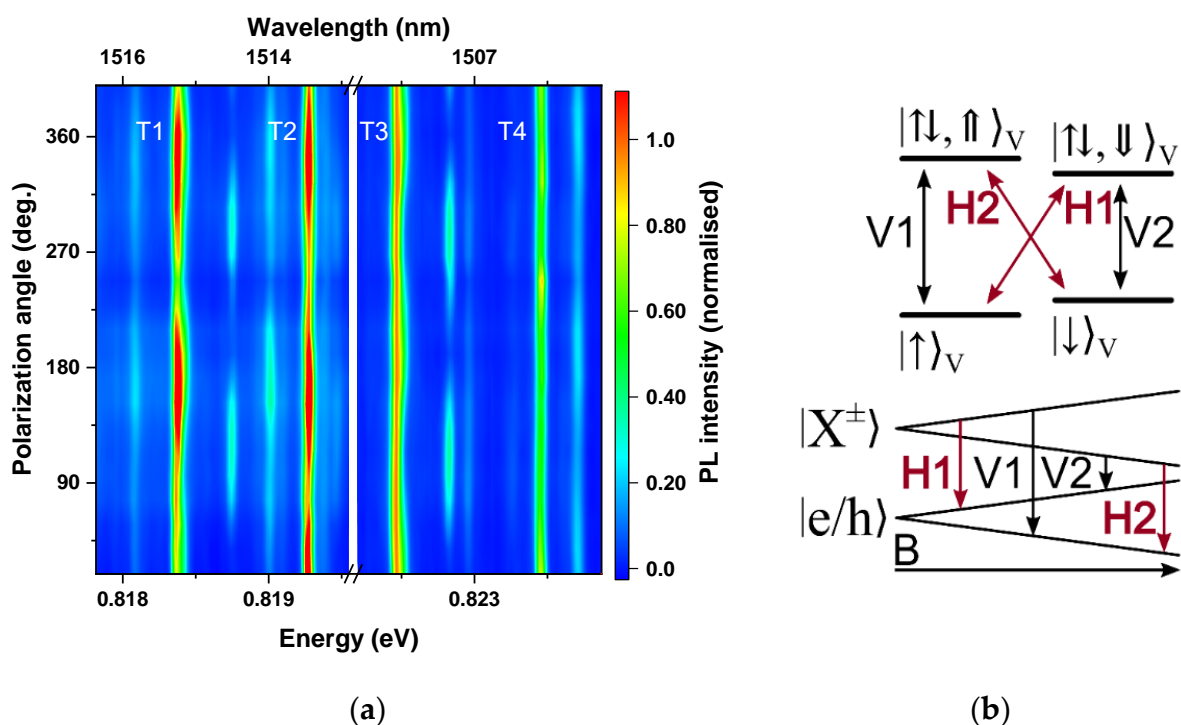 Wavelength (nm)
1516 1514 1507
T1 T2 T3 T4
360
270
180
90
Polarization angle (deg.)
0.818 0.819 0.823
Energy (eV)
1.0
0.80
0.60
0.40
0.20
0.0
PL intensity (normalised)
(a)
|↑↓, ⇑⟩V |↑↓, ⇓⟩V
V1 H2 H1 V2
|↑⟩V |↓⟩V
|X±⟩
H1 V1 V2 H2
|e/h⟩
B
(b)